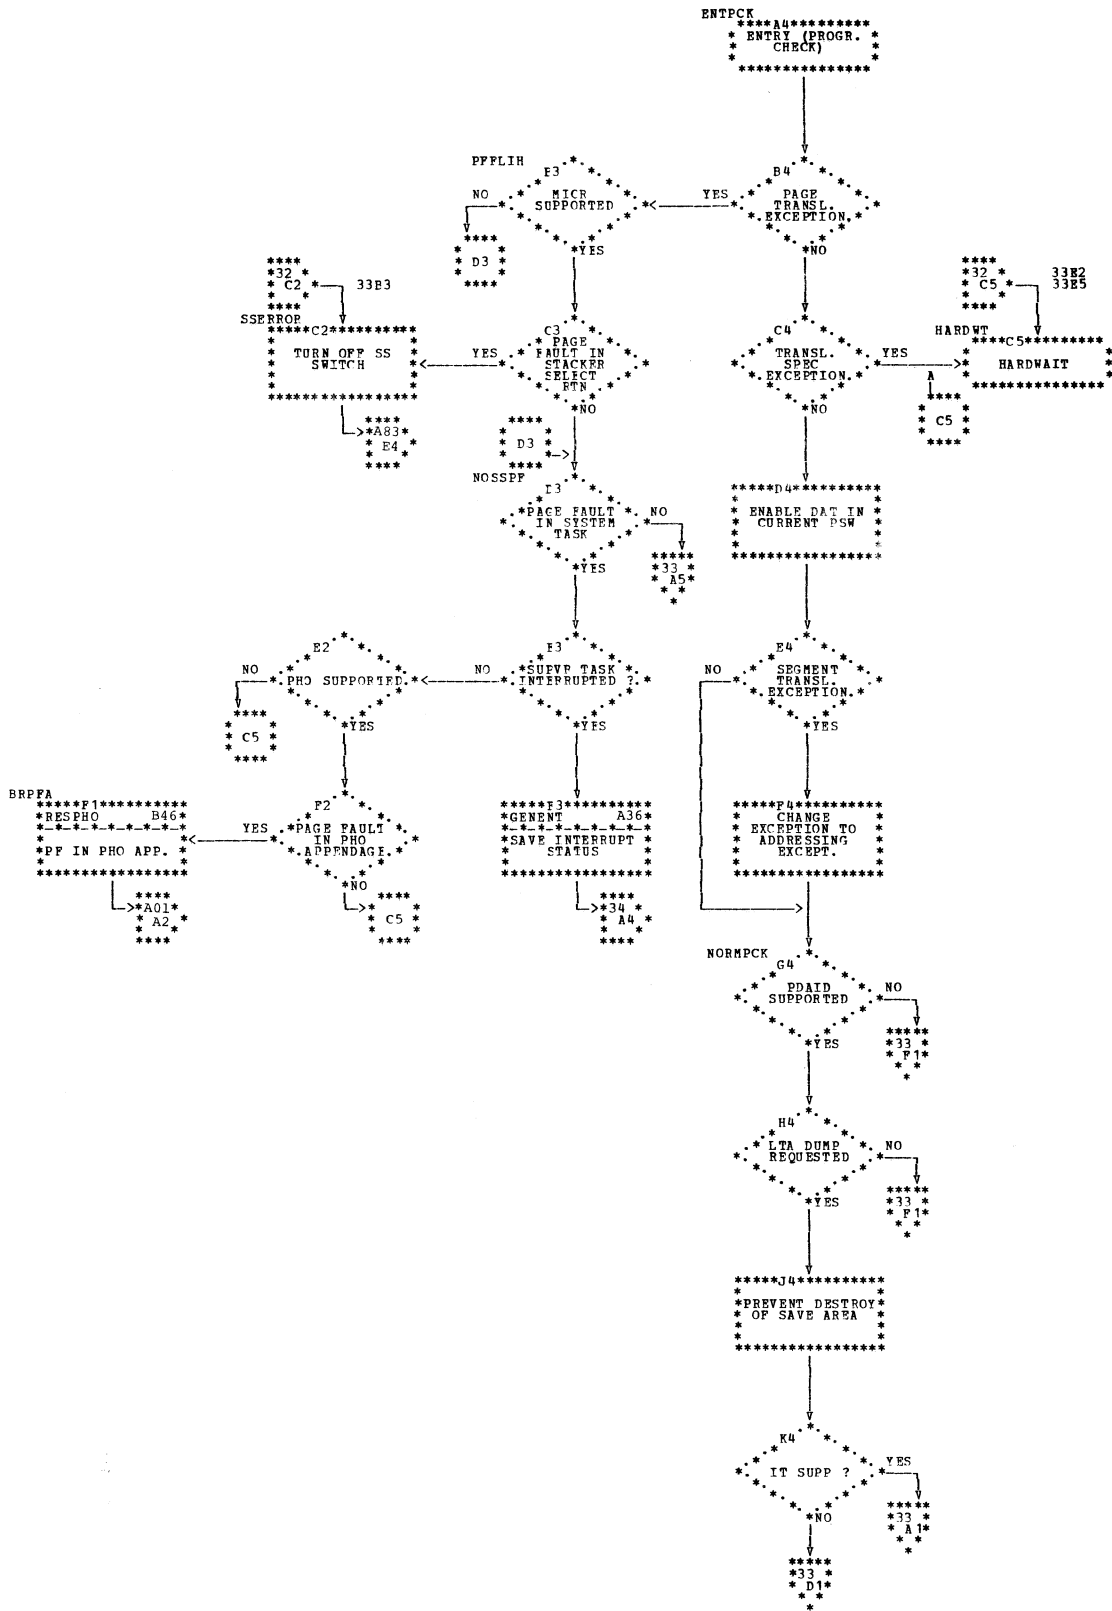 ENTPCK
A4
ENTRY (PROGR.
CHECK)
PFFLIH
B4
PAGE
TRANSL.
EXCEPTION
YES
NO
MICR
SUPPORTED
NO
YES
D3
32
C2
33B3
32
C5
33E2
33E5
SSERROR
C2
TURN OFF SS
SWITCH
YES
C3
PAGE
FAULT IN
STACKER
SELECT
RTN
NO
C4
TRANSL.
SPEC
EXCEPTION
YES
NO
HARDWT
C5
HARDWAIT
A
C5
A83
E4
D3
NOSSPF
PAGE FAULT
IN SYSTEM
TASK
NO
YES
33
A5
D4
ENABLE DAT IN
CURRENT PSW
E2
PHO SUPPORTED
NO
YES
C5
SUPVR TASK
INTERRUPTED ?
NO
YES
E4
SEGMENT
TRANSL.
EXCEPTION
NO
YES
BRPFA
F1
RESPHO B46
PF IN PHO APP.
YES
F2
PAGE FAULT
IN PHO
APPENDAGE
NO
A01
A2
C5
F3
GENENT A36
SAVE INTERRUPT
STATUS
34
A4
F4
CHANGE
EXCEPTION TO
ADDRESSING
EXCEPT.
NORMPCK
G4
PDAID
SUPPORTED
NO
YES
33
F1
H4
LTA DUMP
REQUESTED
NO
YES
33
F1
J4
PREVENT DESTROY
OF SAVE AREA
K4
IT SUPP ?
YES
NO
33
A1
33
D1